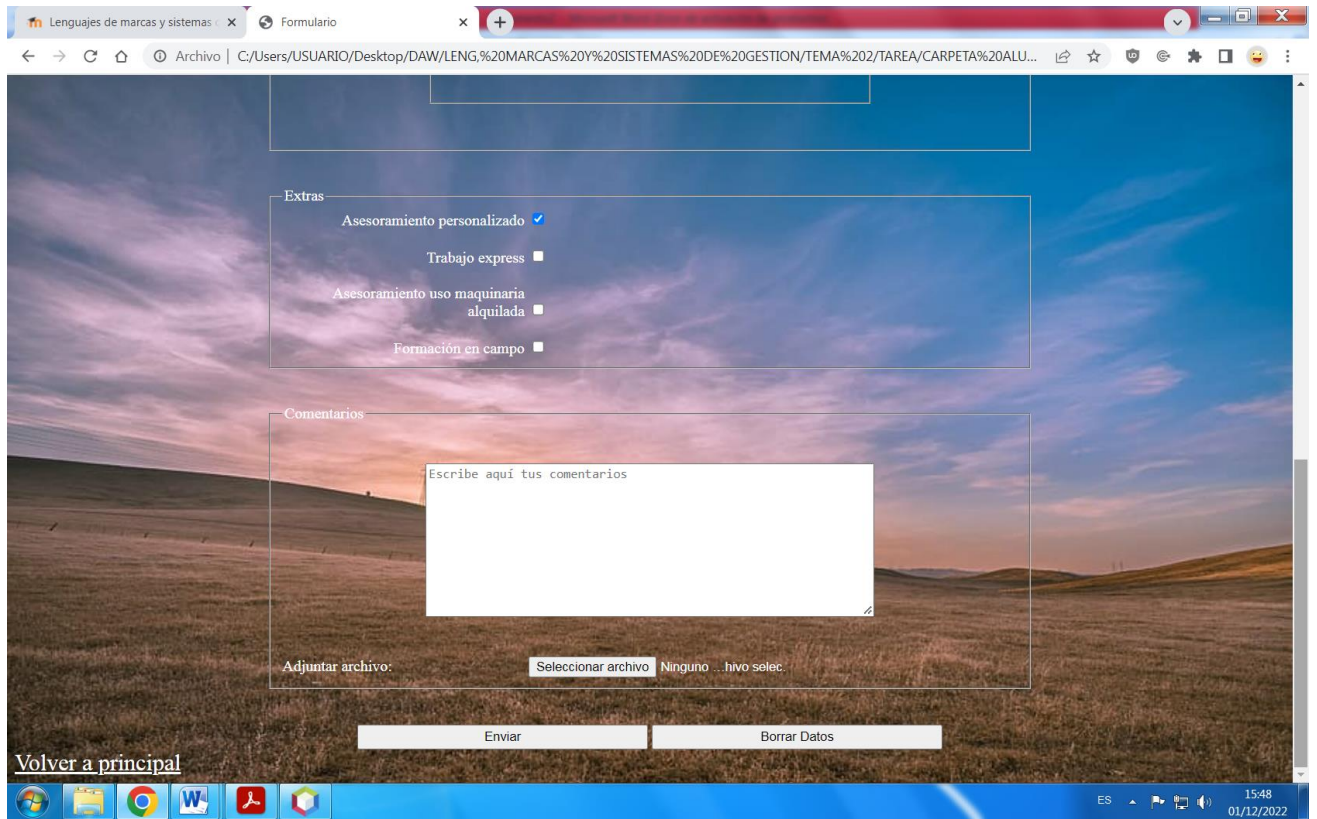 Lenguajes de marcas y sistemas
Formulario
Archivo | C:/Users/USUARIO/Desktop/DAW/LENG,%20MARCAS%20Y%20SISTEMAS%20DE%20GESTION/TEMA%202/TAREA/CARPETA%20ALU...
Extras
Asesoramiento personalizado
Trabajo express
Asesoramiento uso maquinaria
alquilada
Formación en campo
Comentarios
Escribe aquí tus comentarios
Adjuntar archivo:
Seleccionar archivo Ninguno ...hivo selec.
Enviar
Borrar Datos
Volver a principal
ES
15:48
01/12/2022